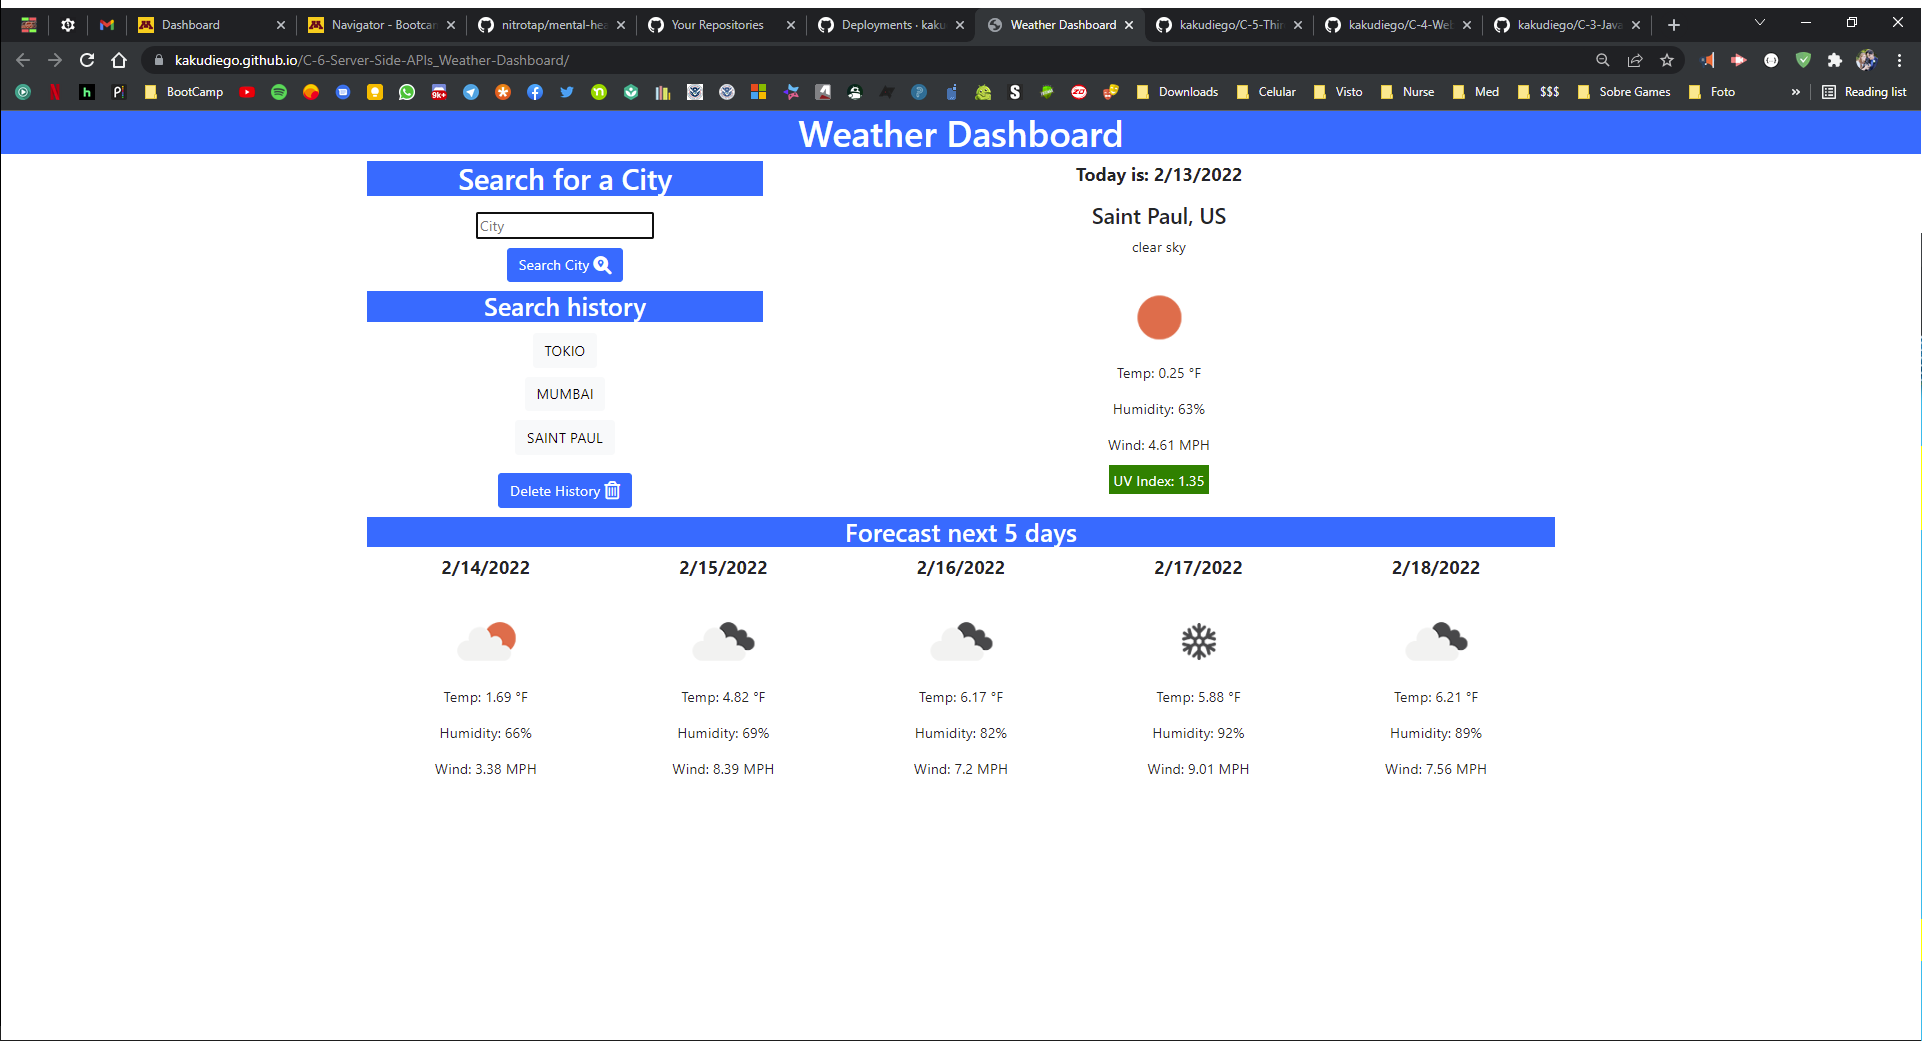 Dashboard
Navigator - Bootcam
nitrotap/mental-hea
Your Repositories
Deployments · kaku
Weather Dashboard
kakudiego/C-5-Thir
kakudiego/C-4-Web
kakudiego/C-3-Java
kakudiego.github.io/C-6-Server-Side-APIs_Weather-Dashboard/
BootCamp
9k+
Downloads
Celular
Visto
Nurse
Med
$$$
Sobre Games
Foto
»
Reading list
Weather Dashboard
Search for a City
City
Search City
Search history
TOKIO
MUMBAI
SAINT PAUL
Delete History
Today is: 2/13/2022
Saint Paul, US
clear sky
Temp: 0.25 °F
Humidity: 63%
Wind: 4.61 MPH
UV Index: 1.35
Forecast next 5 days
2/14/2022
Temp: 1.69 °F
Humidity: 66%
Wind: 3.38 MPH
2/15/2022
Temp: 4.82 °F
Humidity: 69%
Wind: 8.39 MPH
2/16/2022
Temp: 6.17 °F
Humidity: 82%
Wind: 7.2 MPH
2/17/2022
Temp: 5.88 °F
Humidity: 92%
Wind: 9.01 MPH
2/18/2022
Temp: 6.21 °F
Humidity: 89%
Wind: 7.56 MPH